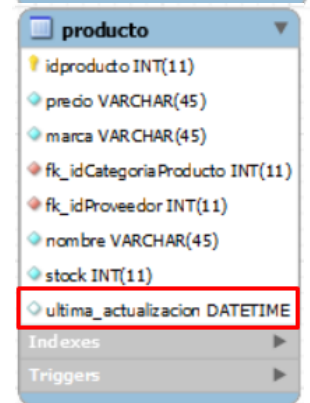 producto
idproducto INT(11)
precio VARCHAR(45)
marca VARCHAR(45)
fk_idCategoriaProducto INT(11)
fk_idProveedor INT(11)
nombre VARCHAR(45)
stock INT(11)
ultima_actualizacion DATETIME
Indexes
Triggers